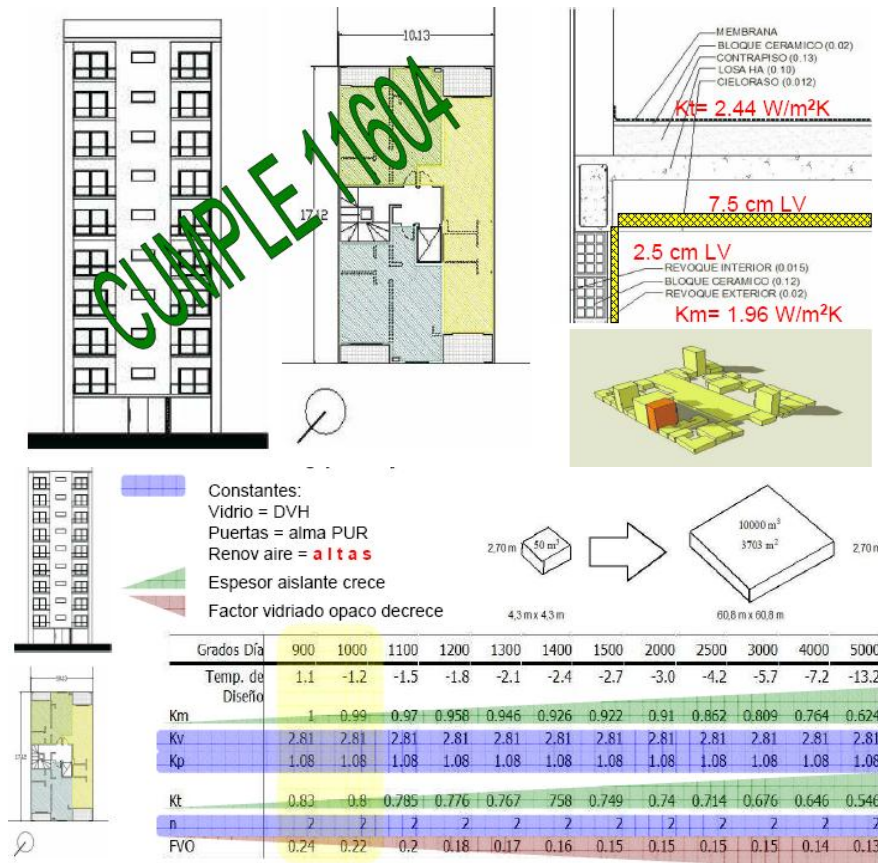 10.13
17.12
CUMPLE 11604
MEMBRANA
BLOQUE CERAMICO (0.02)
CONTRAPISO (0.13)
LOSA HA (0.10)
CIELORASO (0.012)
Kt= 2.44 W/m²K
7.5 cm LV
2.5 cm LV
REVOQUE INTERIOR (0.015)
BLOQUE CERAMICO (0.12)
REVOQUE EXTERIOR (0.02)
Km= 1.96 W/m²K
Constantes:
Vidrio = DVH
Puertas = alma PUR
Renov aire = a l t a s
Espesor aislante crece
Factor vidriado opaco decrece
2,70 m
50 m³
4,3 m x 4,3 m
10000 m³
3703 m²
2,70 m
60,8 m x 60,8 m
Grados Día 900 1000 1100 1200 1300 1400 1500 2000 2500 3000 4000 5000
Temp. de Diseño 1.1 -1.2 -1.5 -1.8 -2.1 -2.4 -2.7 -3.0 -4.2 -5.7 -7.2 -13.2
Km 1 0.99 0.97 0.958 0.946 0.926 0.922 0.91 0.862 0.809 0.764 0.624
Kv 2.81 2.81 2.81 2.81 2.81 2.81 2.81 2.81 2.81 2.81 2.81 2.81
Kp 1.08 1.08 1.08 1.08 1.08 1.08 1.08 1.08 1.08 1.08 1.08 1.08
Kt 0.83 0.8 0.785 0.776 0.767 758 0.749 0.74 0.714 0.676 0.646 0.546
n 2 2 2 2 2 2 2 2 2 2 2 2
FVO 0.24 0.22 0.2 0.18 0.17 0.16 0.15 0.15 0.15 0.15 0.14 0.13